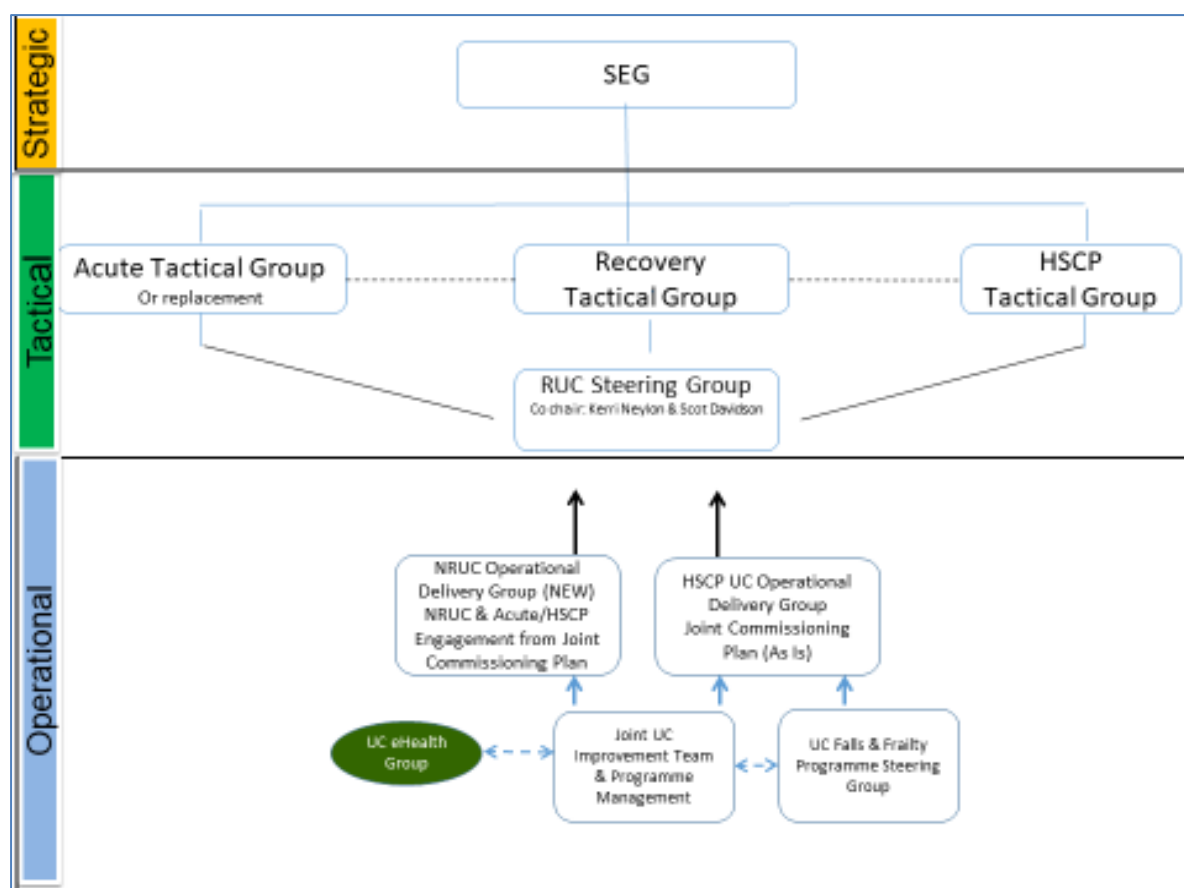 Strategic
SEG
Tactical
Acute Tactical Group
Or replacement
Recovery
Tactical Group
HSCP
Tactical Group
RUC Steering Group
Co chair: Kerri Neylon & Scot Davidson
Operational
NRUC Operational
Delivery Group (NEW)
NRUC & Acute/HSCP
Engagement from Joint
Commissioning Plan
HSCP UC Operational
Delivery Group
Joint Commissioning
Plan (As Is)
UC eHealth
Group
Joint UC
Improvement Team
& Programme
Management
UC Falls & Frailty
Programme Steering
Group